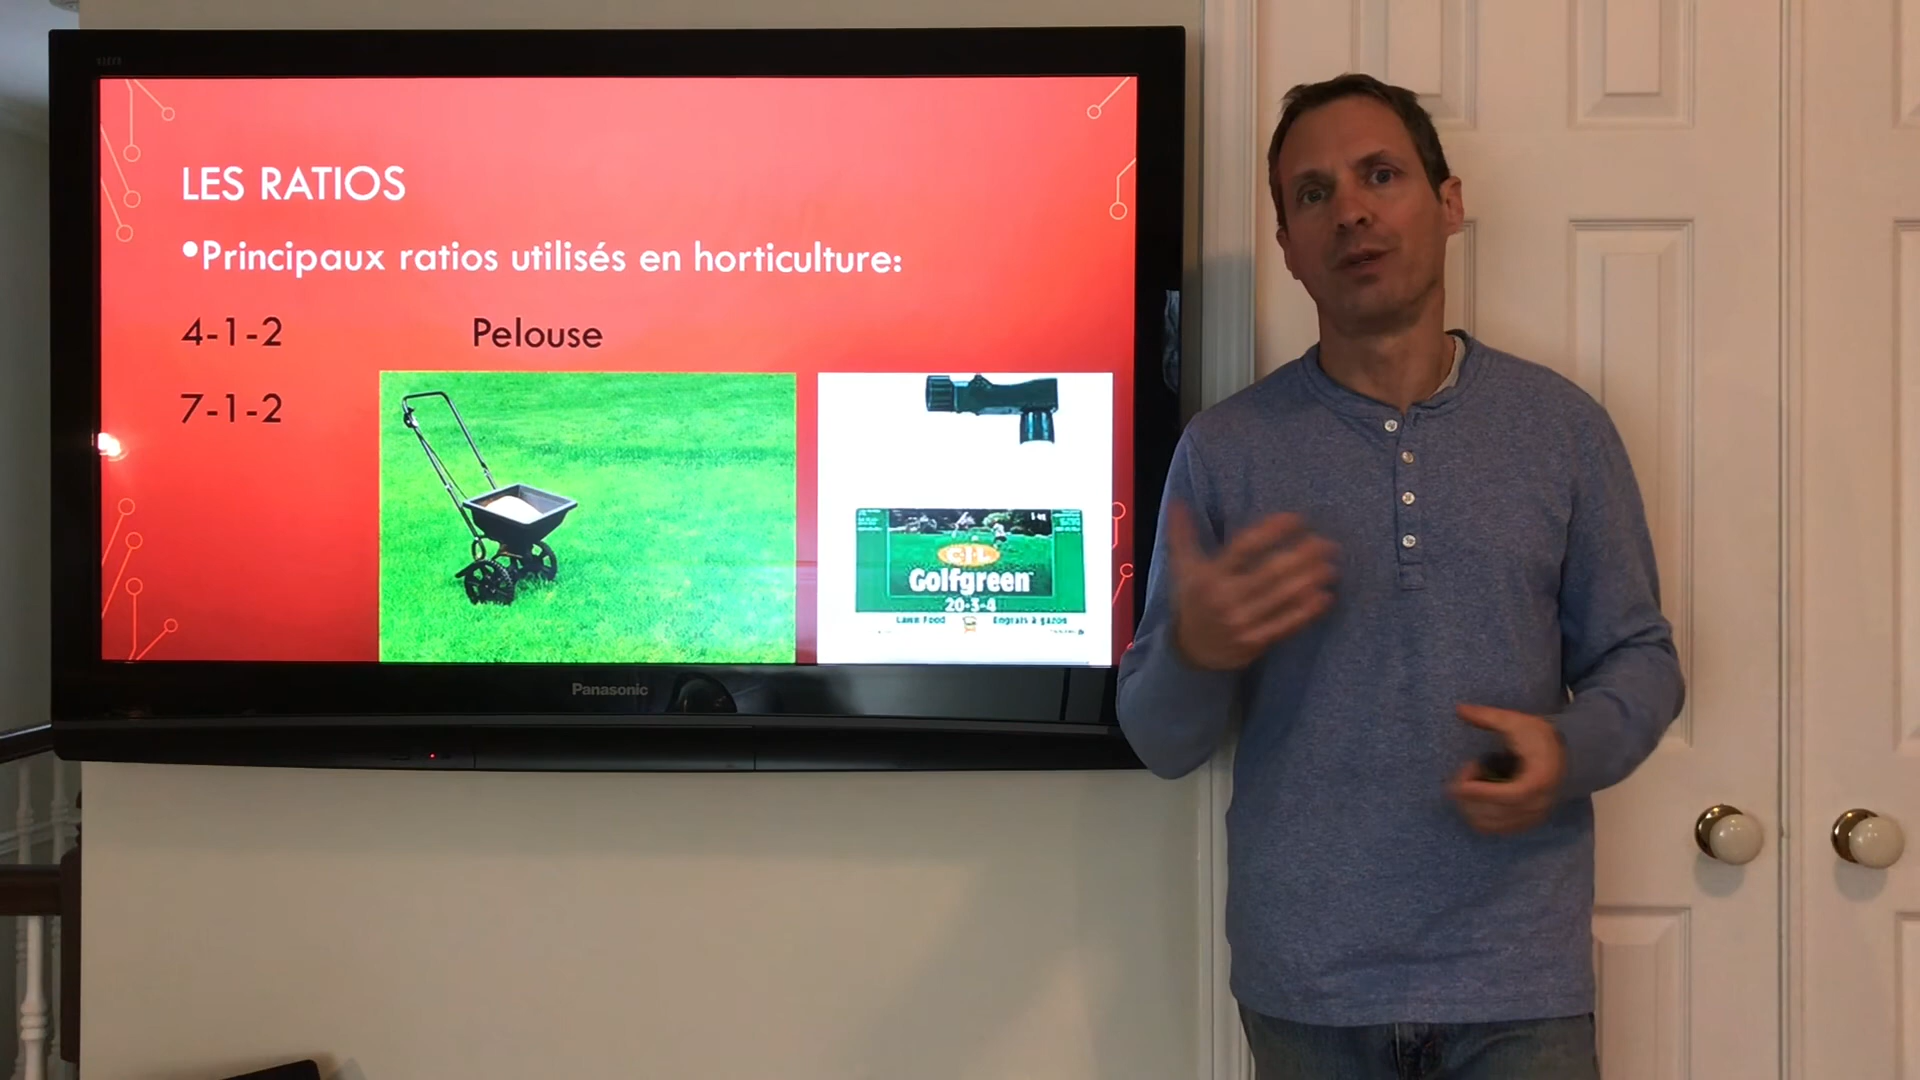 LES RATIOS
•Principaux ratios utilisés en horticulture:
4-1-2 Pelouse
7-1-2
CIL
Golfgreen
20-3-4
Lawn Food Engrais à gazon
Panasonic